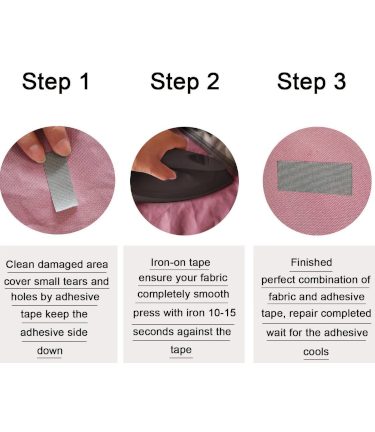 Step 1
Step 2
Step 3
Clean damaged area
cover small tears and
holes by adhesive
tape keep the
adhesive side
down
Iron-on tape
ensure your fabric
completely smooth
press with iron 10-15
seconds against the
tape
Finished
perfect combination of
fabric and adhesive
tape, repair completed
wait for the adhesive
cools